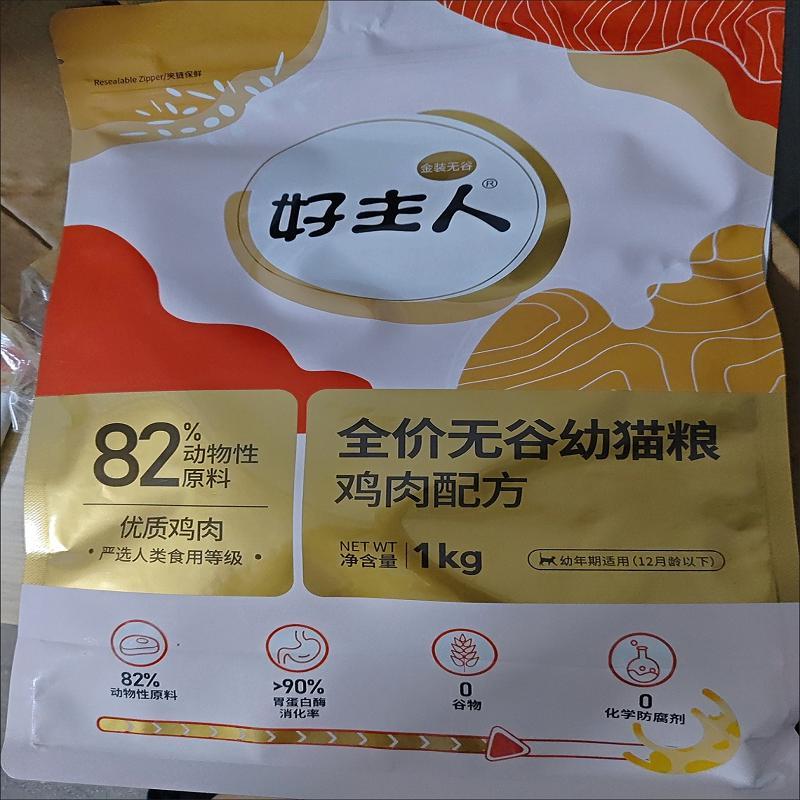 Resealable Zipper/夹链保鲜
金装无谷
好主人®
82%
动物性
原料
优质鸡肉
•严选人类食用等级•
全价无谷幼猫粮
鸡肉配方
NET WT
净含量
1kg
幼年期适用(12月龄以下)
82%
动物性原料
>90%
胃蛋白酶
消化率
0
谷物
0
化学防腐剂